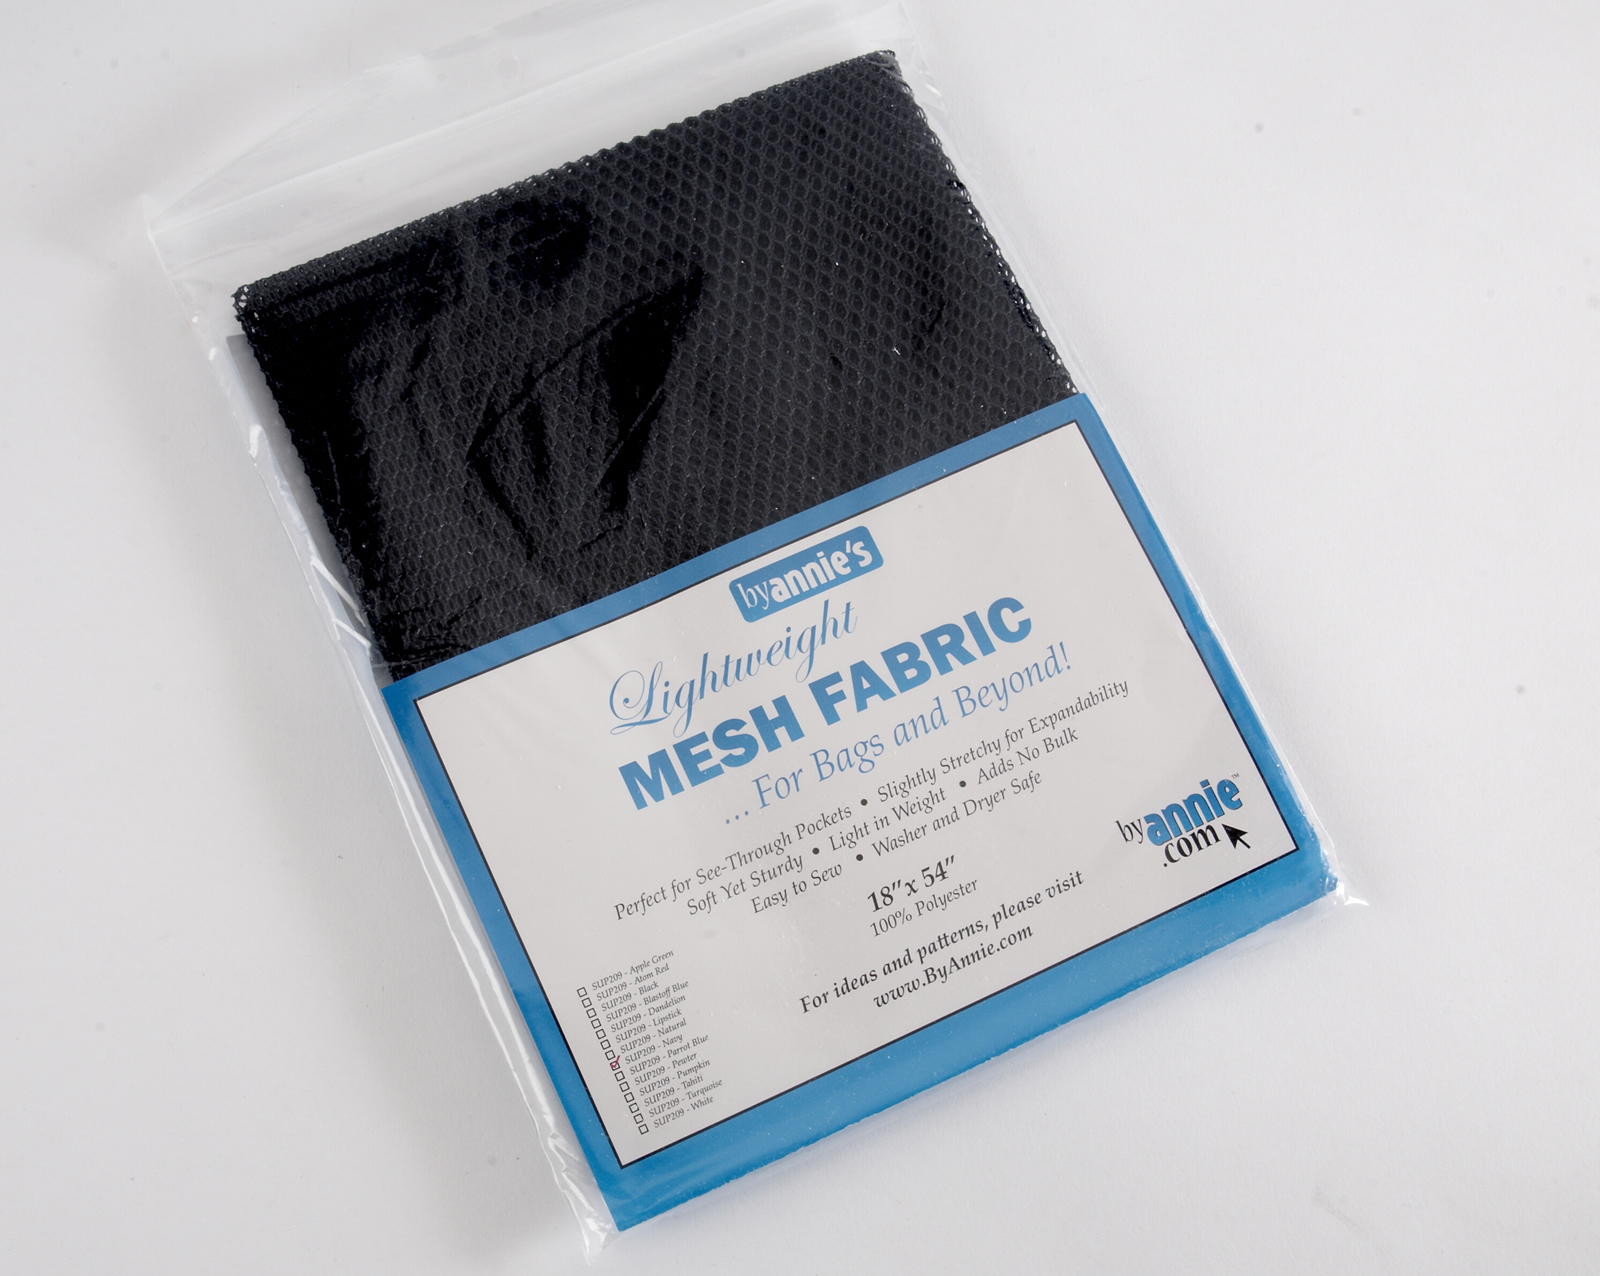 byannie's
Lightweight
MESH FABRIC
...For Bags and Beyond!
Perfect for See-Through Pockets • Slightly Stretchy for Expandability
Soft Yet Sturdy • Light in Weight • Adds No Bulk
Easy to Sew • Washer and Dryer Safe
18" x 54"
100% Polyester
For ideas and patterns, please visit
www.ByAnnie.com
byannie™
.com
SUP209 - Apple Green
SUP209 - Atom Red
SUP209 - Black
SUP209 - Blastoff Blue
SUP209 - Dandelion
SUP209 - Lipstick
SUP209 - Natural
SUP209 - Navy
SUP209 - Parrot Blue
SUP209 - Pewter
SUP209 - Pumpkin
SUP209 - Tahiti
SUP209 - Turquoise
SUP209 - White